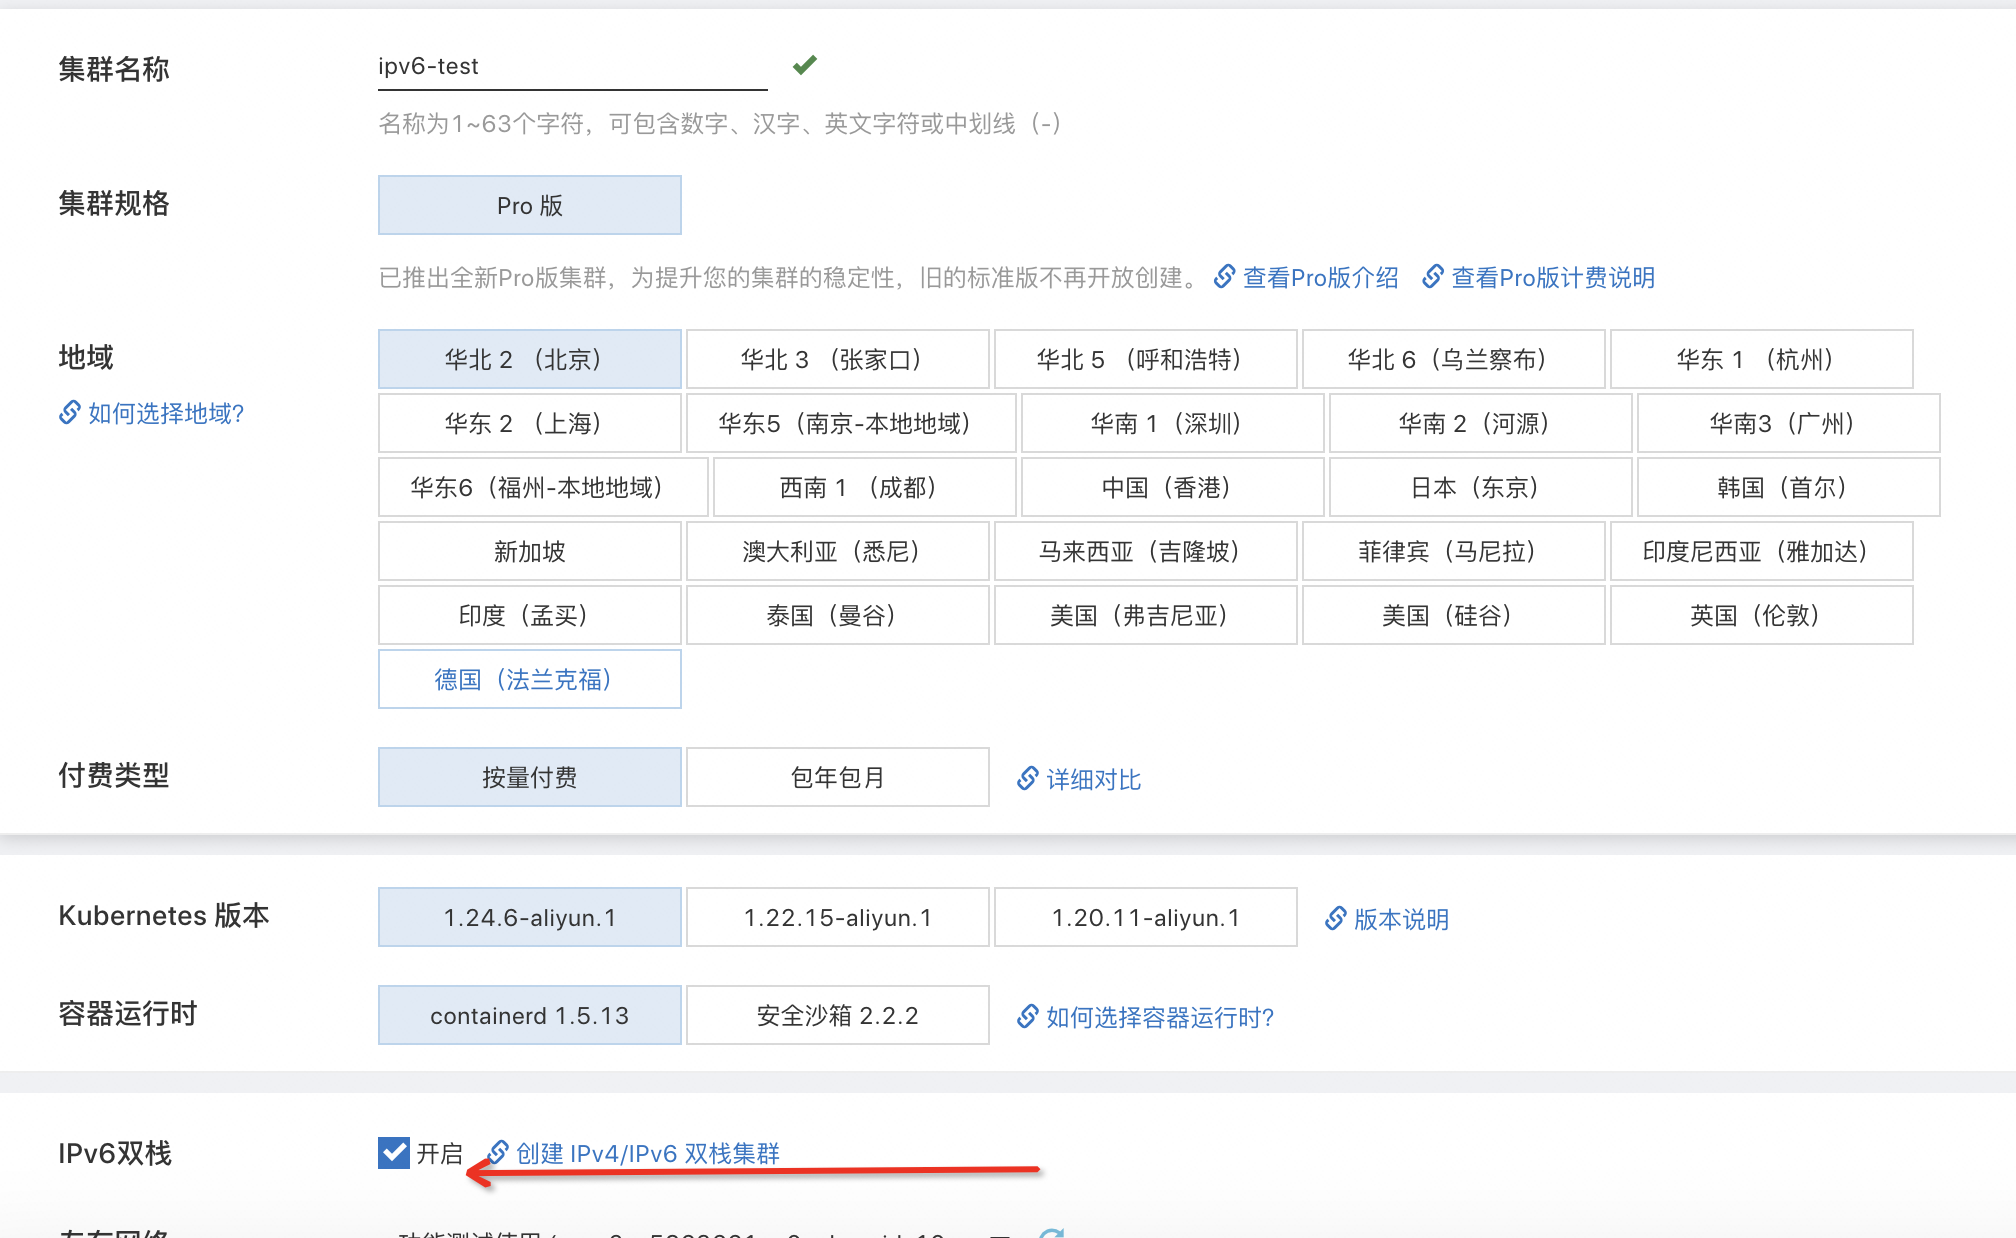 集群名称
ipv6-test
名称为1~63个字符，可包含数字、汉字、英文字符或中划线（-）
集群规格
Pro 版
已推出全新Pro版集群，为提升您的集群的稳定性，旧的标准版不再开放创建。 查看Pro版介绍 查看Pro版计费说明
地域
如何选择地域?
华北 2 （北京） 华北 3 （张家口） 华北 5 （呼和浩特） 华北 6（乌兰察布） 华东 1 （杭州）
华东 2 （上海） 华东5（南京-本地地域） 华南 1（深圳） 华南 2（河源） 华南3（广州）
华东6（福州-本地地域） 西南 1 （成都） 中国（香港） 日本（东京） 韩国（首尔）
新加坡 澳大利亚（悉尼） 马来西亚（吉隆坡） 菲律宾（马尼拉） 印度尼西亚（雅加达）
印度（孟买） 泰国（曼谷） 美国（弗吉尼亚） 美国（硅谷） 英国（伦敦）
德国（法兰克福）
付费类型
按量付费 包年包月 详细对比
Kubernetes 版本
1.24.6-aliyun.1 1.22.15-aliyun.1 1.20.11-aliyun.1 版本说明
容器运行时
containerd 1.5.13 安全沙箱 2.2.2 如何选择容器运行时?
IPv6双栈
开启 创建 IPv4/IPv6 双栈集群